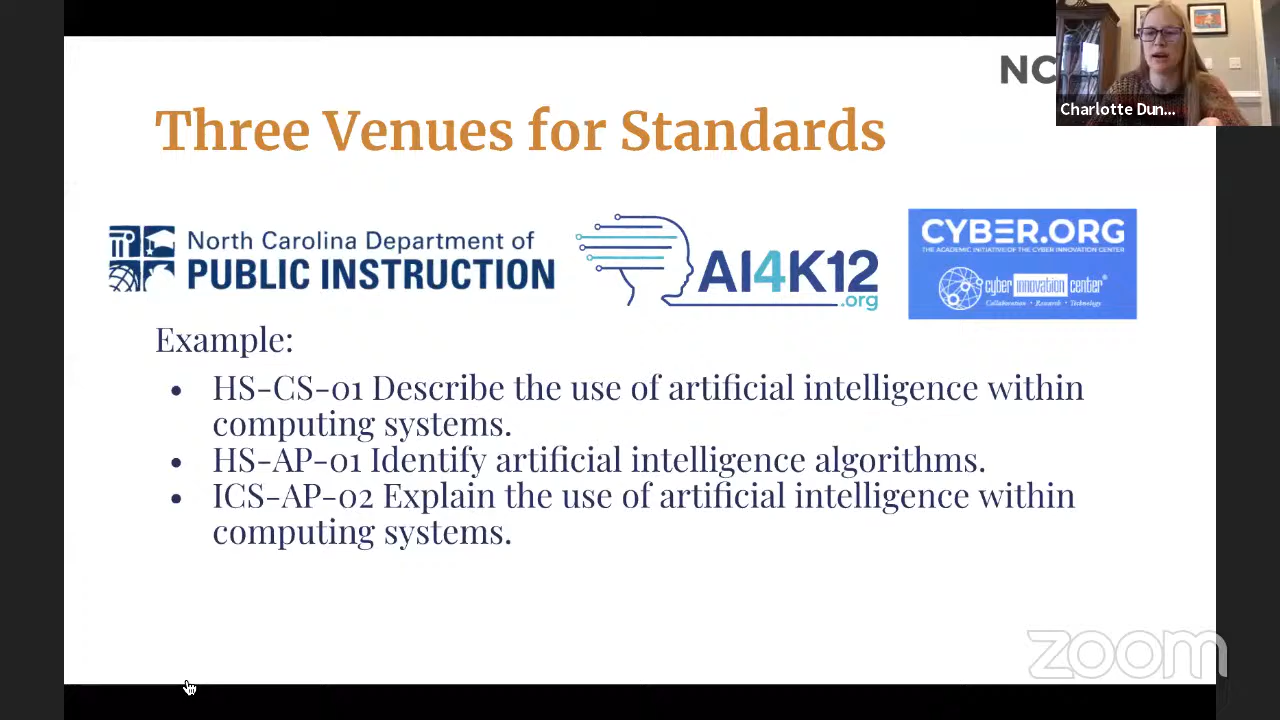 NC
Charlotte Dun...
Three Venues for Standards
North Carolina Department of
PUBLIC INSTRUCTION
AI4K12
.org
CYBER.ORG
THE ACADEMIC INITIATIVE OF THE CYBER INNOVATION CENTER
cyber innovation center®
Collaboration • Research • Technology
Example:
• HS-CS-01 Describe the use of artificial intelligence within
computing systems.
• HS-AP-01 Identify artificial intelligence algorithms.
• ICS-AP-02 Explain the use of artificial intelligence within
computing systems.
zoom